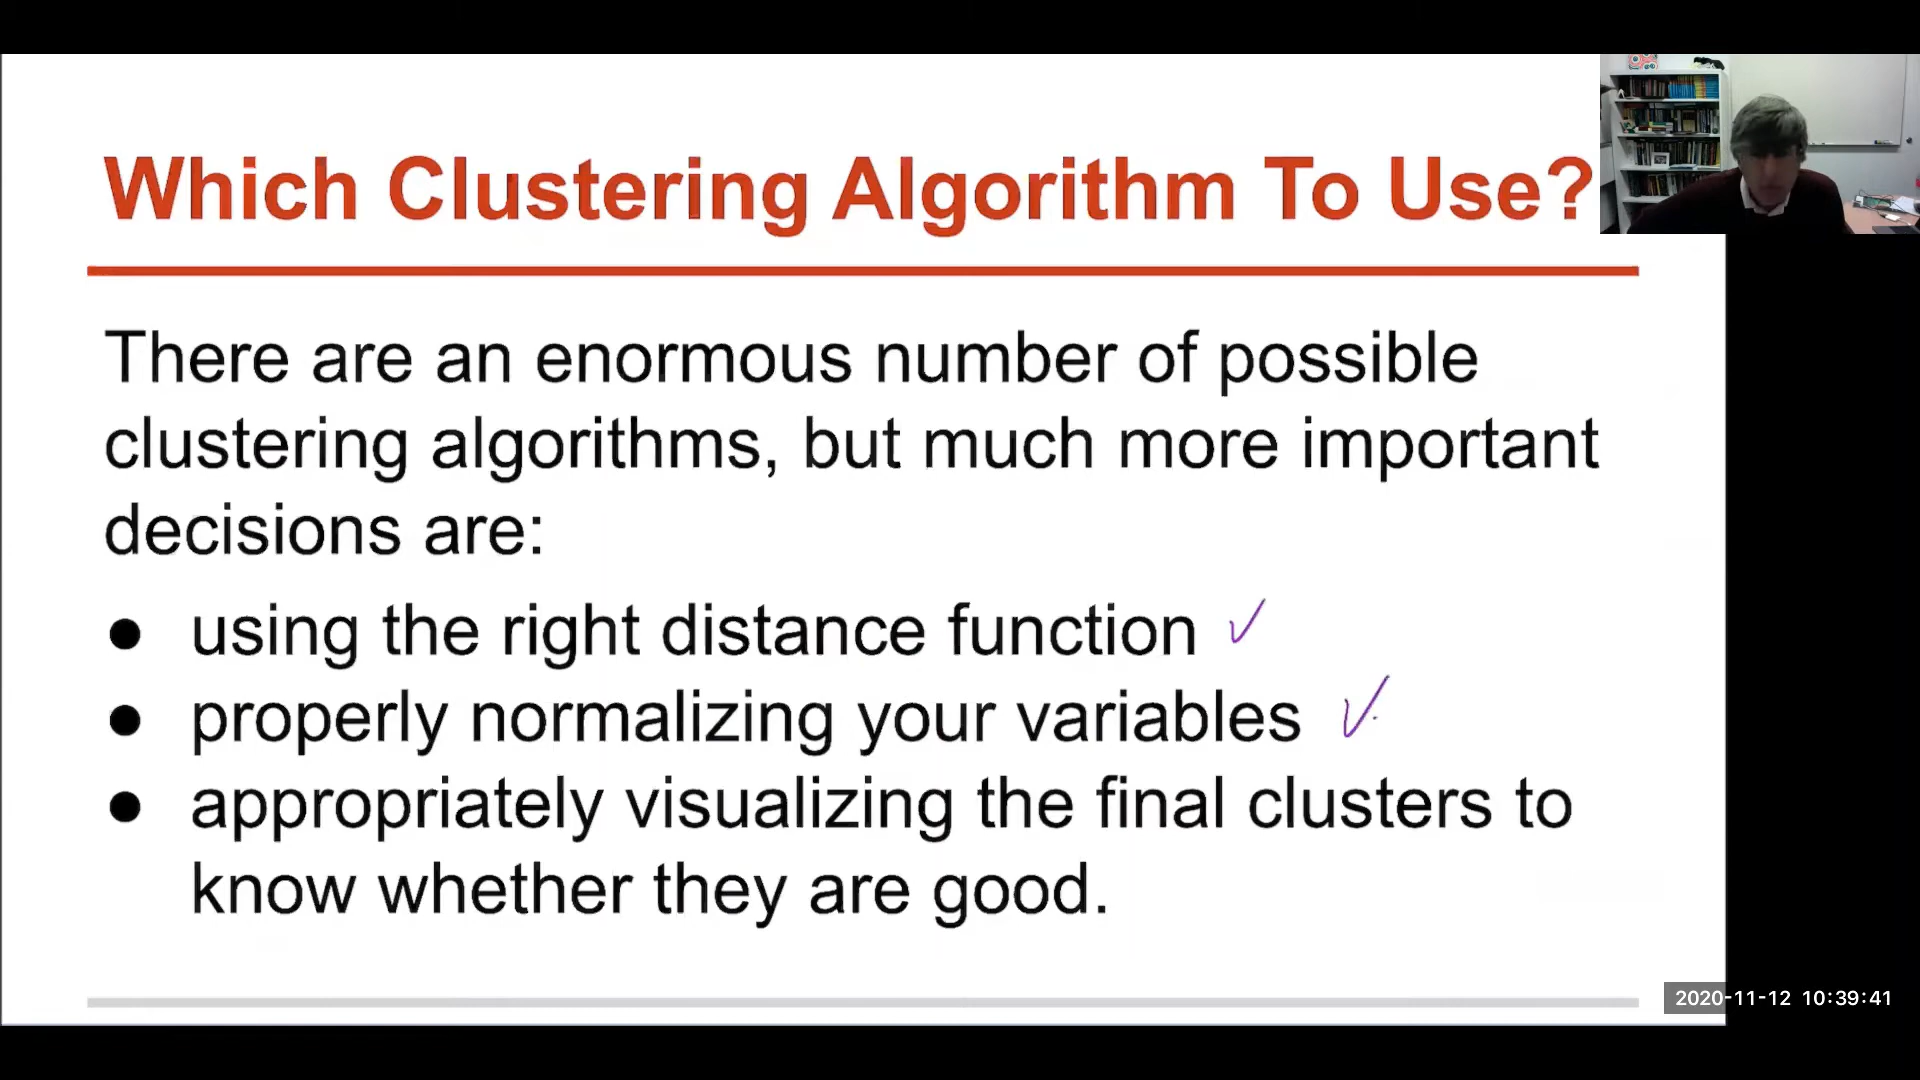 Which Clustering Algorithm To Use?
There are an enormous number of possible
clustering algorithms, but much more important
decisions are:
● using the right distance function ✓
● properly normalizing your variables ✓
● appropriately visualizing the final clusters to
know whether they are good.
2020-11-12 10:39:41